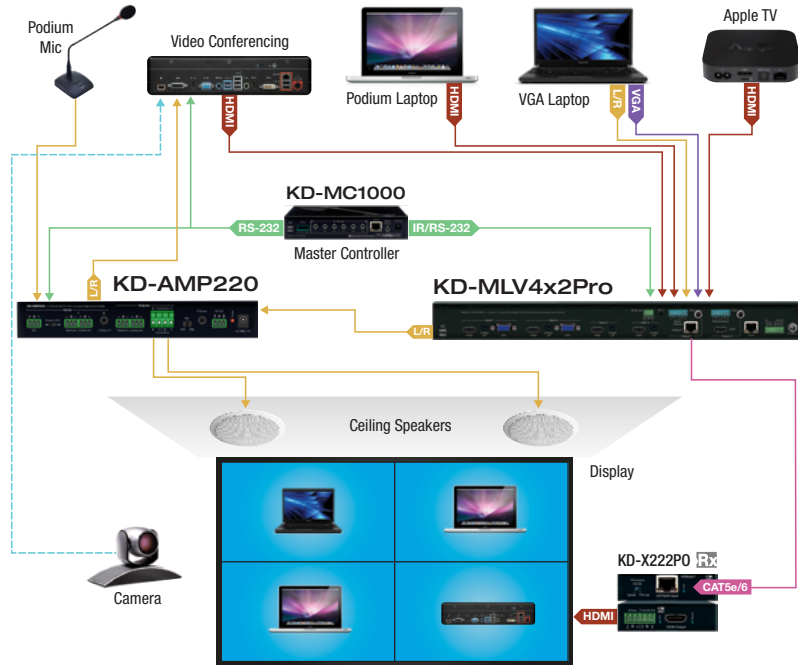 Podium
Mic
Video Conferencing
Apple TV
Podium Laptop
VGA Laptop
HDMI
HDMI
L/R
VGA
HDMI
KD-MC1000
RS-232
IR/RS-232
Master Controller
L/R
KD-AMP220
KD-MLV4x2Pro
L/R
Ceiling Speakers
Display
KD-X222PO Rx
CAT5e/6
Camera
HDMI